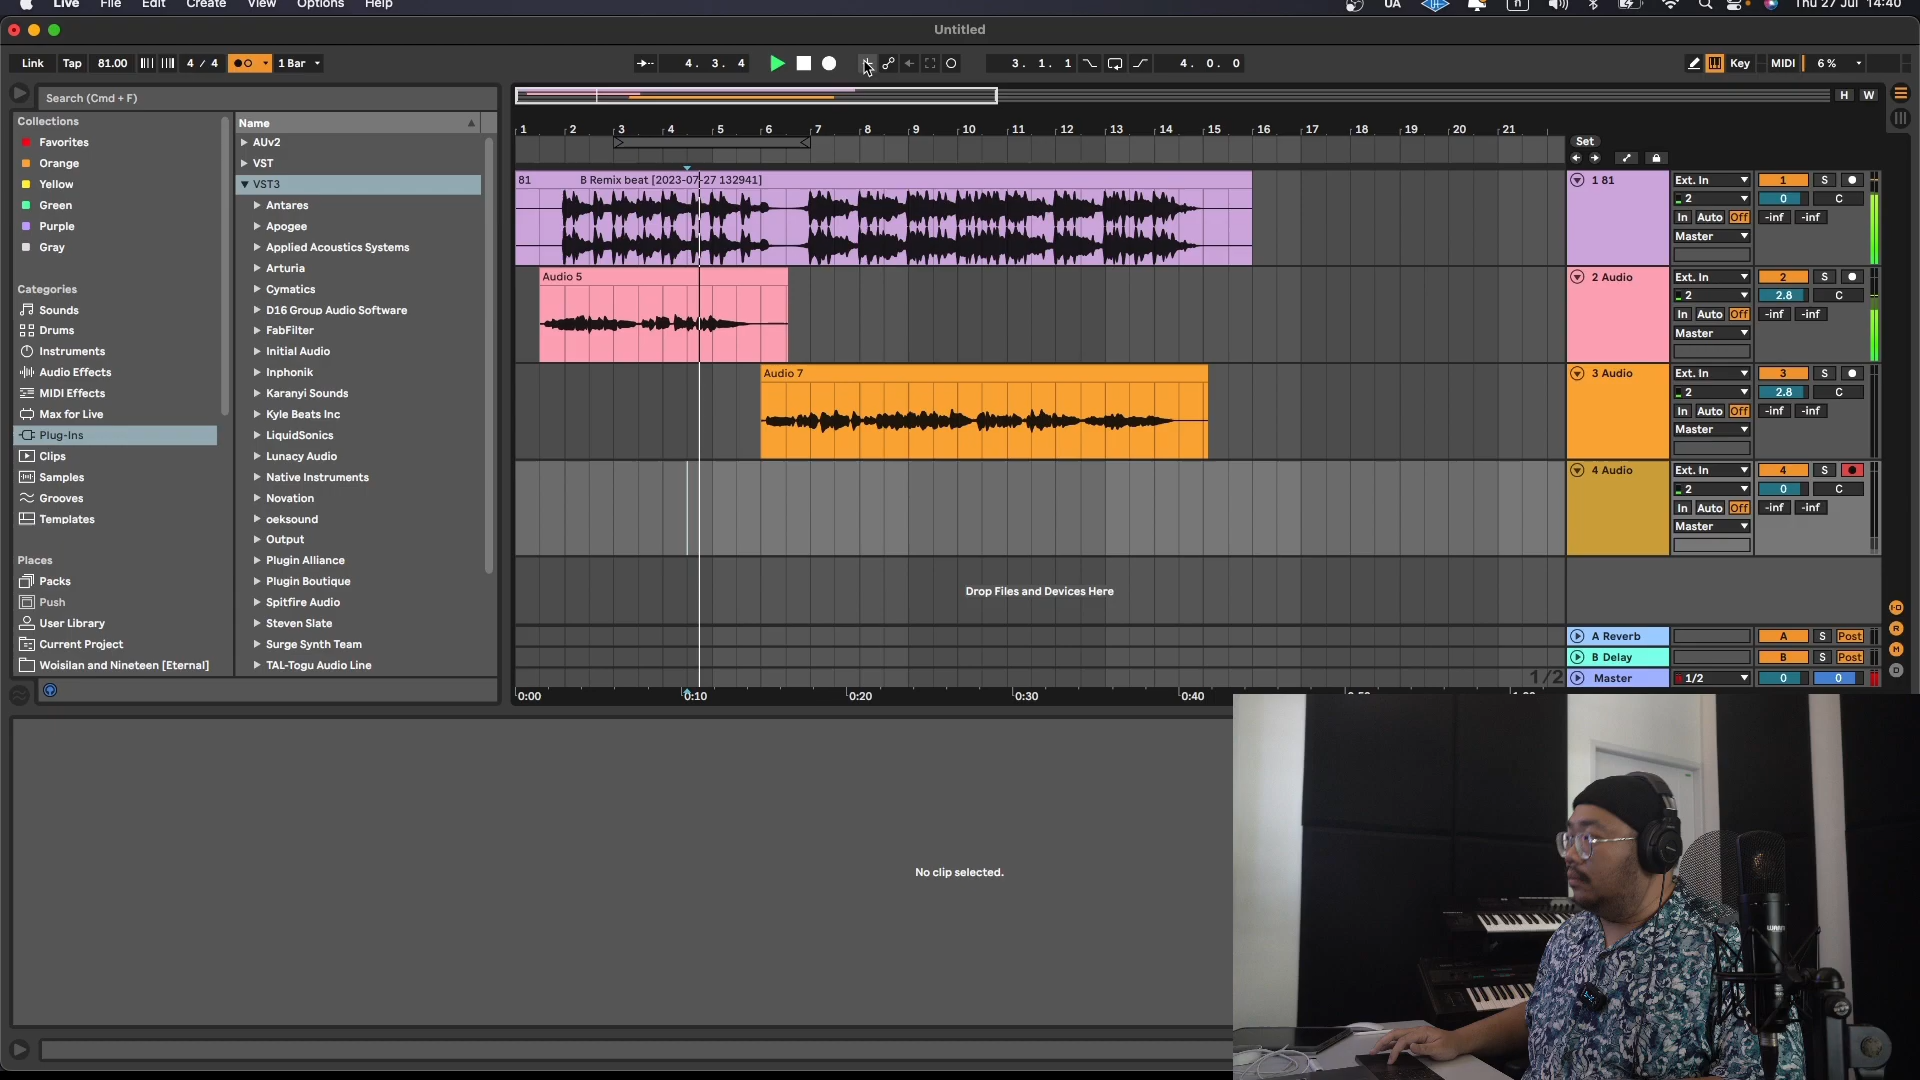 Live File Edit Create View Options Help
UA
Thu 27 Jul 14:40
Untitled
Link Tap 81.00 4 / 4 1 Bar
4. 3. 4
3. 1. 1
4. 0. 0
Key MIDI 6 %
Search (Cmd + F)
H W
Collections
Favorites
Orange
Yellow
Green
Purple
Gray
Categories
Sounds
Drums
Instruments
Audio Effects
MIDI Effects
Max for Live
Plug-Ins
Clips
Samples
Grooves
Templates
Places
Packs
Push
User Library
Current Project
Woisilan and Nineteen [Eternal]
Name
AUv2
VST
VST3
Antares
Apogee
Applied Acoustics Systems
Arturia
Cymatics
D16 Group Audio Software
FabFilter
Initial Audio
Inphonik
Karanyi Sounds
Kyle Beats Inc
LiquidSonics
Lunacy Audio
Native Instruments
Novation
oeksound
Output
Plugin Alliance
Plugin Boutique
Spitfire Audio
Steven Slate
Surge Synth Team
TAL-Togu Audio Line
1 2 3 4 5 6 7 8 9 10 11 12 13 14 15 16 17 18 19 20 21
Set
81 B Remix beat [2023-07-27 132941]
Audio 5
Audio 7
Drop Files and Devices Here
1 81 Ext. In 1 S
2 0 C
In Auto Off -inf -inf
Master
2 Audio Ext. In 2 S
2 2.8 C
In Auto Off -inf -inf
Master
3 Audio Ext. In 3 S
2 2.8 C
In Auto Off -inf -inf
Master
4 Audio Ext. In 4 S
2 0 C
In Auto Off -inf -inf
Master
A Reverb A S Post
B Delay B S Post
1/2 Master 1/2 0 0
0:00 0:10 0:20 0:30 0:40
No clip selected.